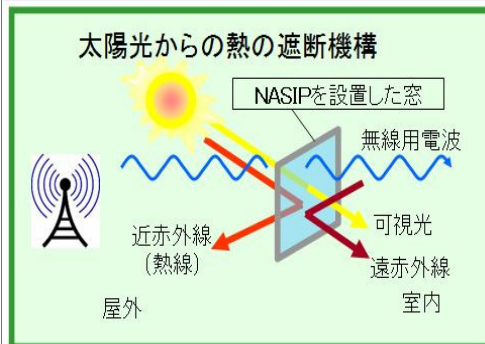 太陽光からの熱の遮断機構
NASIPを設置した窓
無線用電波
可視光
近赤外線
(熱線)
遠赤外線
屋外
室内